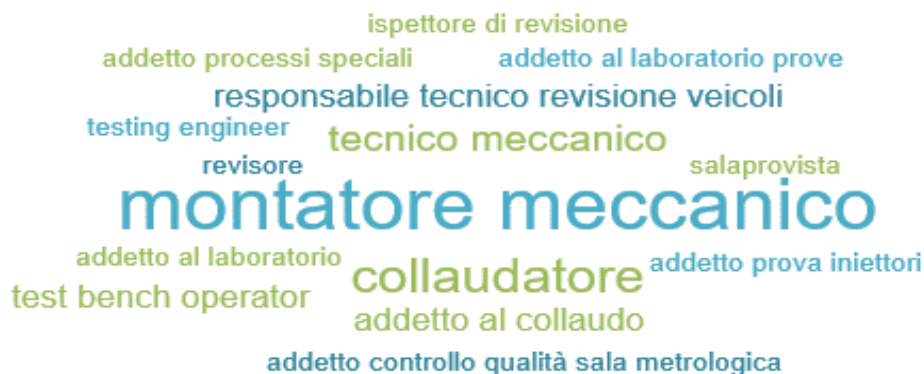 ispettore di revisione
addetto processi speciali
addetto al laboratorio prove
responsabile tecnico revisione veicoli
testing engineer
tecnico meccanico
revisore
salaprovista
montatore meccanico
addetto al laboratorio
collaudatore
addetto prova iniettori
test bench operator
addetto al collaudo
addetto controllo qualità sala metrologica